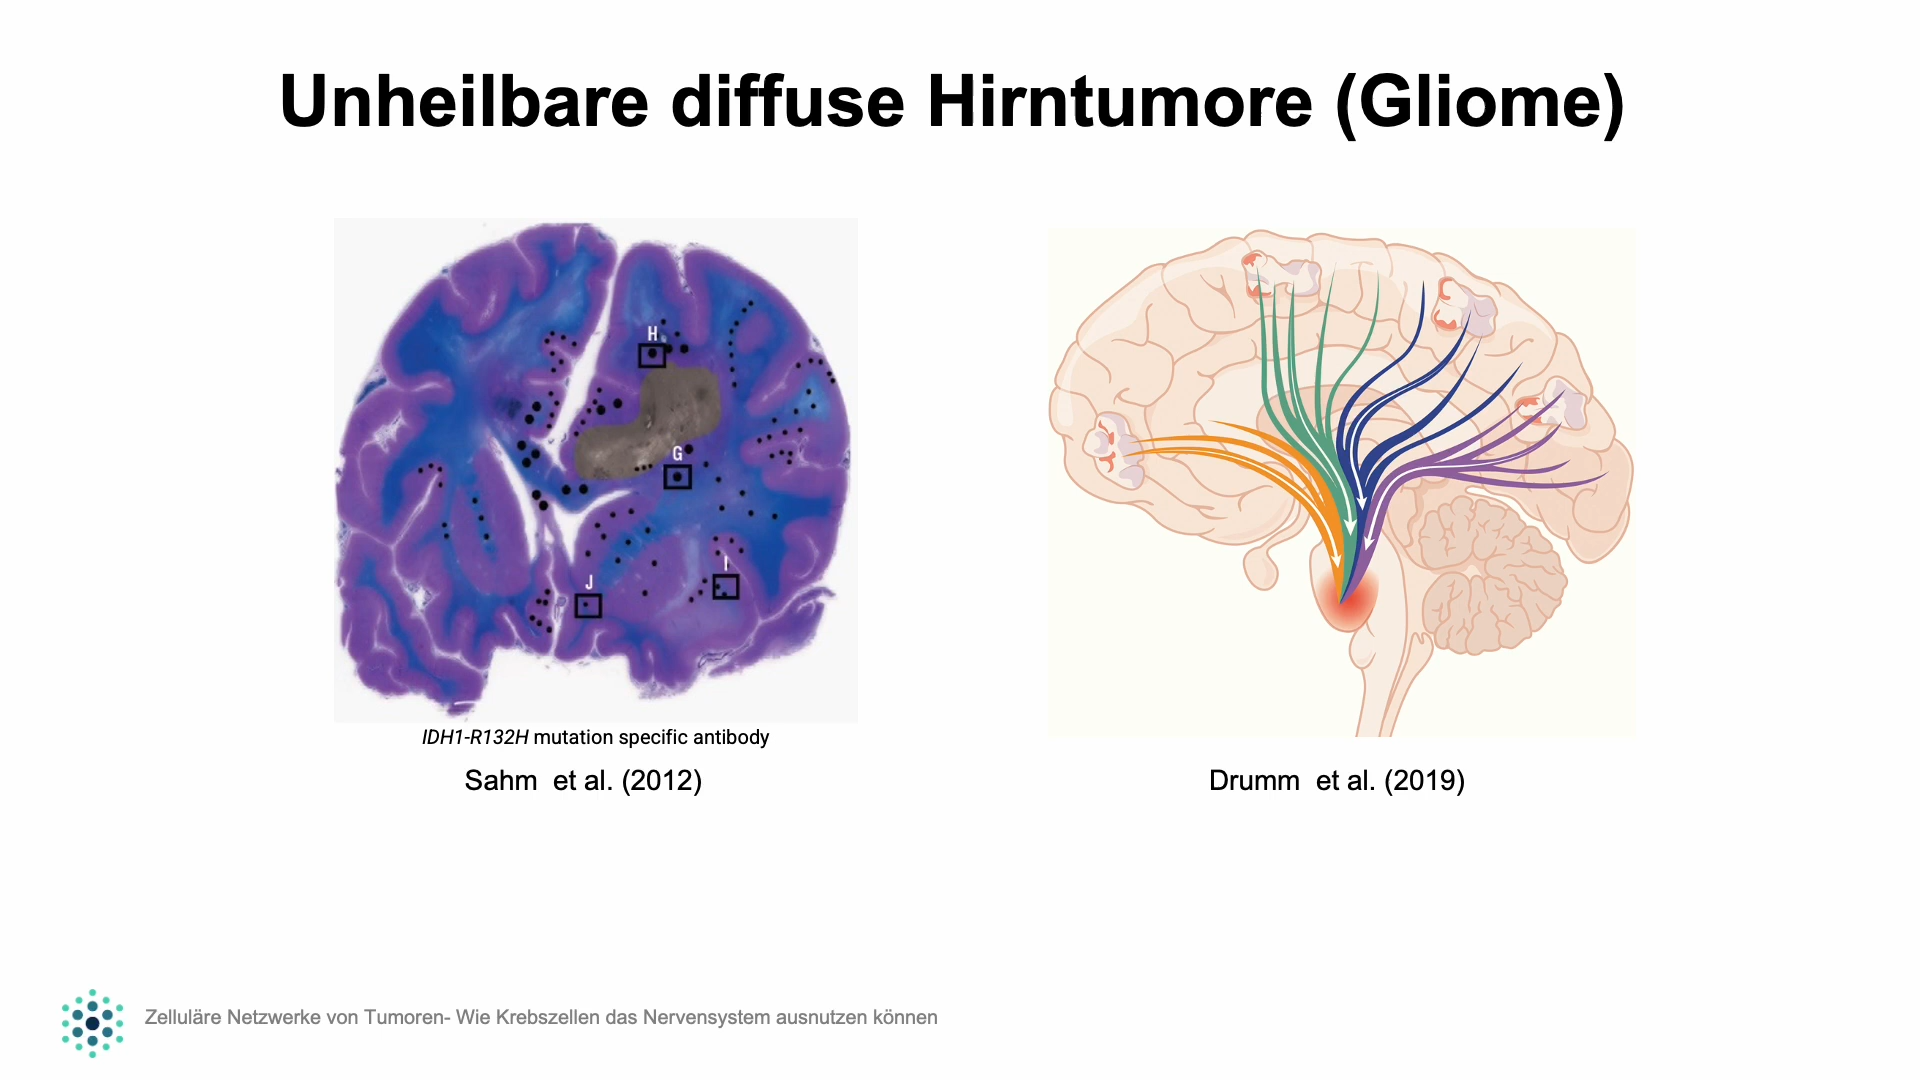 Unheilbare diffuse Hirntumore (Gliome)
H
G
I
J
IDH1-R132H mutation specific antibody
Sahm  et al. (2012)
Drumm  et al. (2019)
Zelluläre Netzwerke von Tumoren- Wie Krebszellen das Nervensystem ausnutzen können